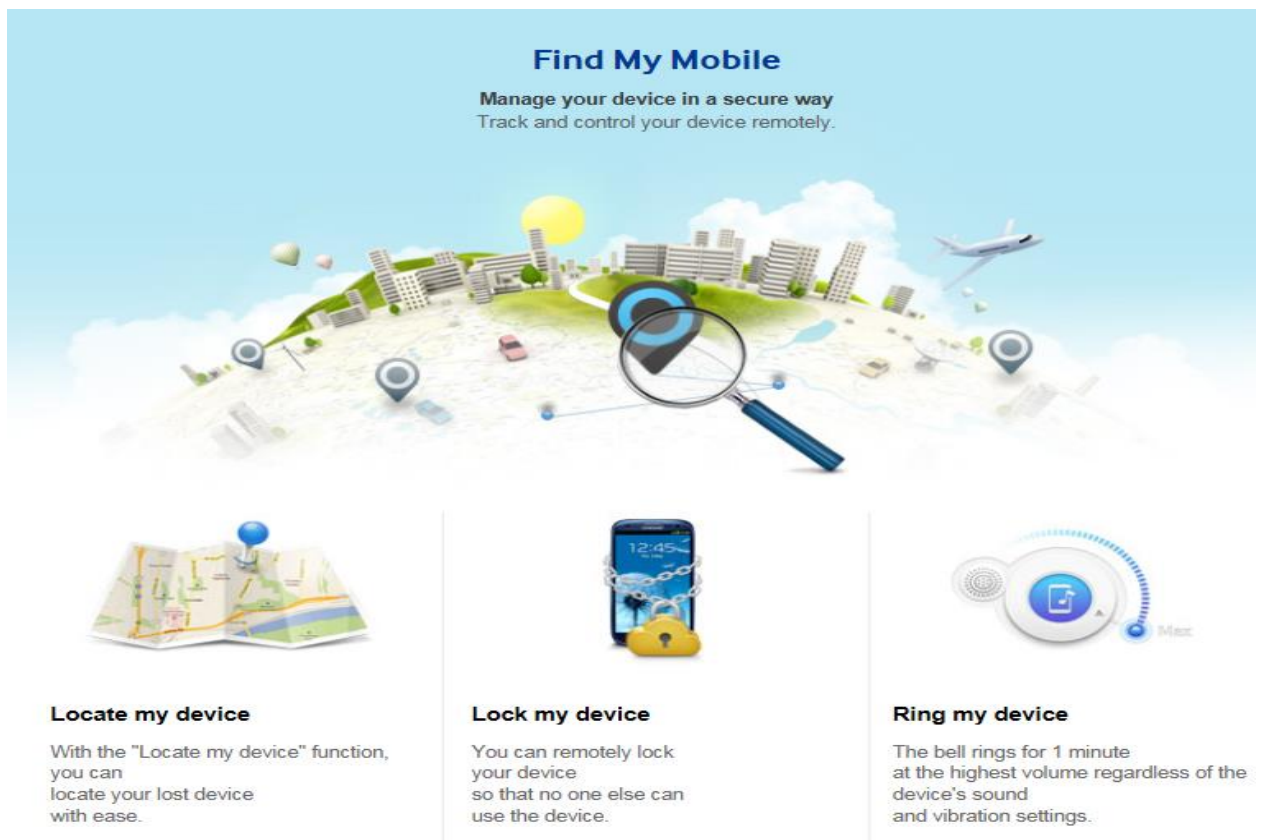 Find My Mobile
Manage your device in a secure way
Track and control your device remotely.
12:45
Max
Locate my device
With the "Locate my device" function,
you can
locate your lost device
with ease.
Lock my device
You can remotely lock
your device
so that no one else can
use the device.
Ring my device
The bell rings for 1 minute
at the highest volume regardless of the
device's sound
and vibration settings.